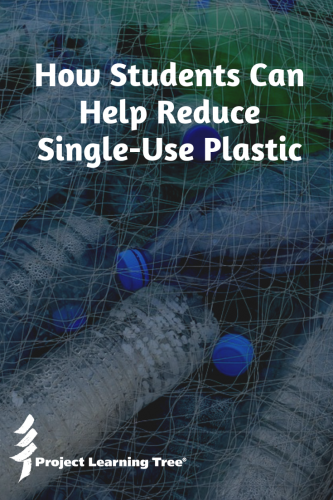 How Students Can
Help Reduce
Single-Use Plastic
Project Learning Tree®